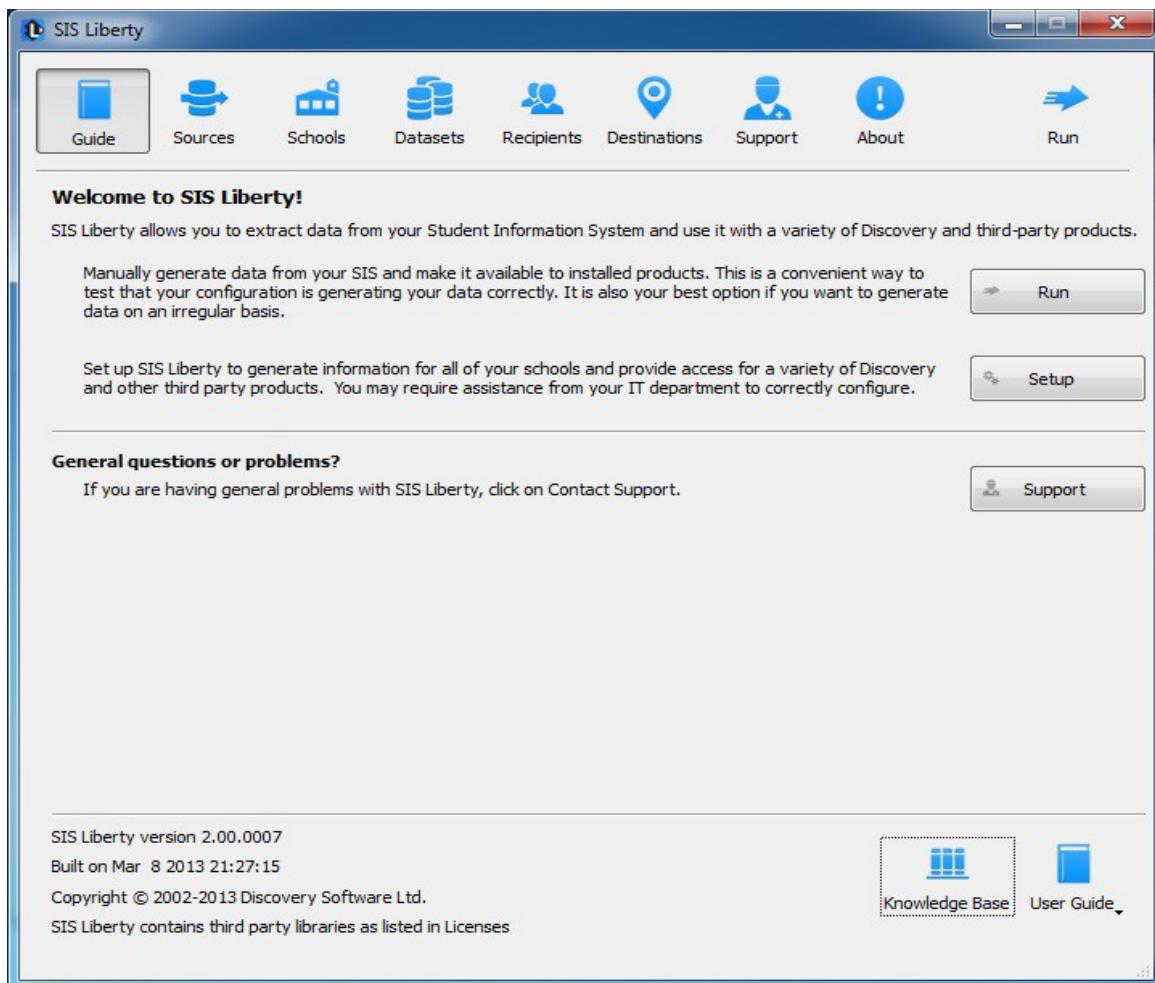 SIS Liberty
Guide Sources Schools Datasets Recipients Destinations Support About Run
Welcome to SIS Liberty!
SIS Liberty allows you to extract data from your Student Information System and use it with a variety of Discovery and third-party products.
Manually generate data from your SIS and make it available to installed products. This is a convenient way to
test that your configuration is generating your data correctly. It is also your best option if you want to generate
data on an irregular basis.
Run
Set up SIS Liberty to generate information for all of your schools and provide access for a variety of Discovery
and other third party products. You may require assistance from your IT department to correctly configure.
Setup
General questions or problems?
If you are having general problems with SIS Liberty, click on Contact Support.
Support
SIS Liberty version 2.00.0007
Built on Mar 8 2013 21:27:15
Copyright © 2002-2013 Discovery Software Ltd.
SIS Liberty contains third party libraries as listed in Licenses
Knowledge Base User Guide